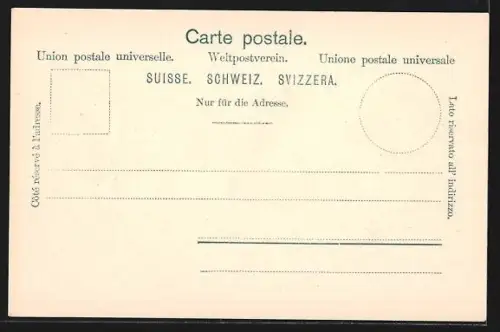 Carte postale.
Union postale universelle. Weltpostverein. Unione postale universale
SUISSE. SCHWEIZ. SVIZZERA.
Nur für die Adresse.
Côté réservé à l'adresse.
Lato riservato all' indirizzo.